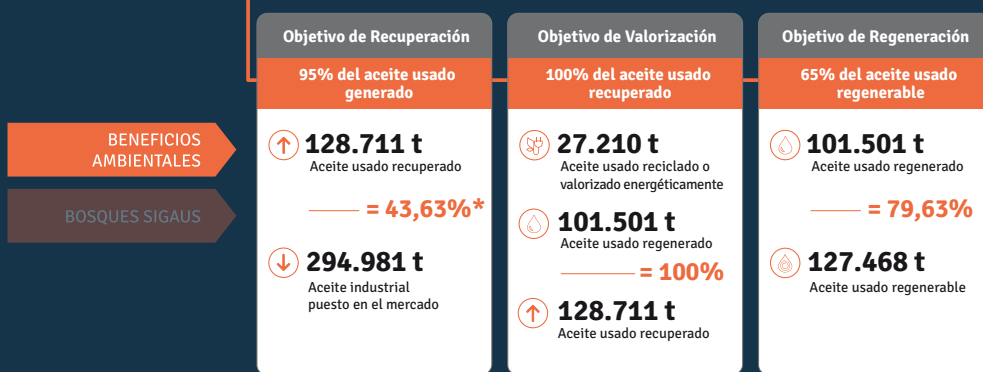 BENEFICIOS
AMBIENTALES
BOSQUES SIGAUS
Objetivo de Recuperación
95% del aceite usado
generado
128.711 t
Aceite usado recuperado
= 43,63%*
294.981 t
Aceite industrial
puesto en el mercado
Objetivo de Valorización
100% del aceite usado
recuperado
27.210 t
Aceite usado reciclado o
valorizado energéticamente
101.501 t
Aceite usado regenerado
= 100%
128.711 t
Aceite usado recuperado
Objetivo de Regeneración
65% del aceite usado
regenerable
101.501 t
Aceite usado regenerado
= 79,63%
127.468 t
Aceite usado regenerable